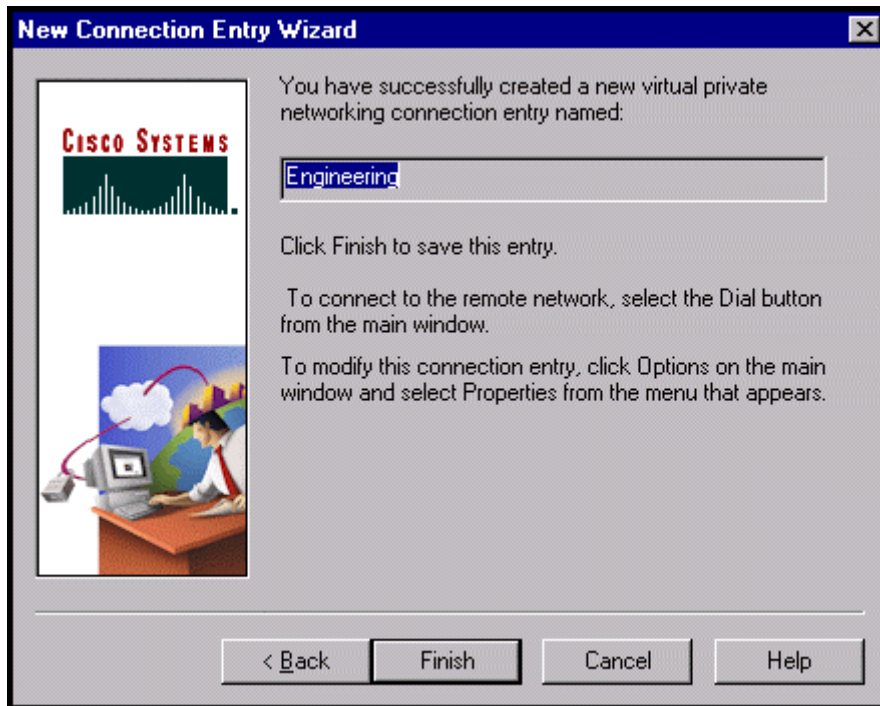 New Connection Entry Wizard
CISCO SYSTEMS
You have successfully created a new virtual private
networking connection entry named:
Engineering
Click Finish to save this entry.
To connect to the remote network, select the Dial button
from the main window.
To modify this connection entry, click Options on the main
window and select Properties from the menu that appears.
< Back
Finish
Cancel
Help